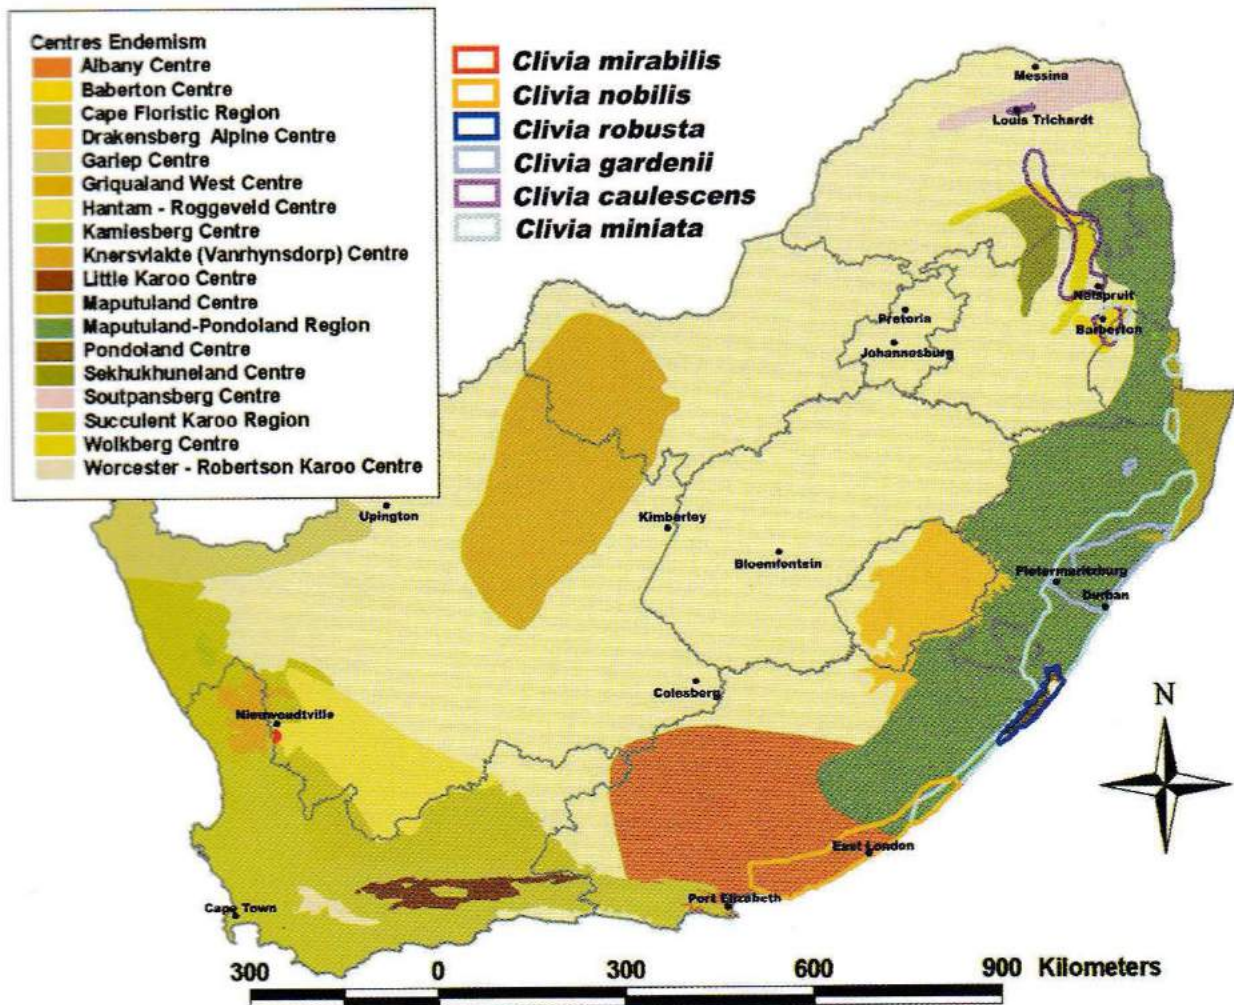 Centres Endemism
Albany Centre
Baberton Centre
Cape Floristic Region
Drakensberg Alpine Centre
Gariep Centre
Griqualand West Centre
Hantam - Roggeveld Centre
Kamiesberg Centre
Knersvlakte (Vanrhynsdorp) Centre
Little Karoo Centre
Maputuland Centre
Maputuland-Pondoland Region
Pondoland Centre
Sekhukhuneland Centre
Soutpansberg Centre
Succulent Karoo Region
Wolkberg Centre
Worcester - Robertson Karoo Centre
Clivia mirabilis
Clivia nobilis
Clivia robusta
Clivia gardenii
Clivia caulescens
Clivia miniata
Messina
Louis Trichardt
Nelspruit
Barberton
Pretoria
Johannesburg
Upington
Kimberley
Bloemfontein
Pietermaritzburg
Durban
Colesberg
Nieuwoudtville
East London
Port Elizabeth
Cape Town
N
300 0 300 600 900 Kilometers